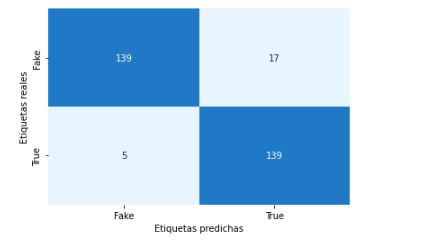 Etiquetas reales
Fake
139
17
True
5
139
Fake
True
Etiquetas predichas